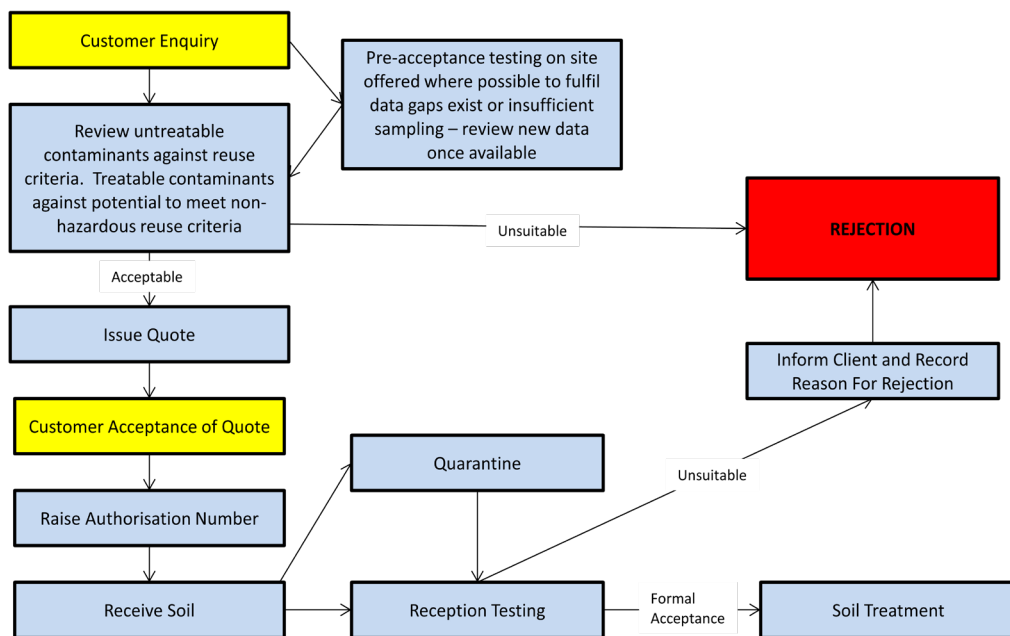 Customer Enquiry
Pre-acceptance testing on site
offered where possible to fulfil
data gaps exist or insufficient
sampling – review new data
once available
Review untreatable
contaminants against reuse
criteria.  Treatable contaminants
against potential to meet non-
hazardous reuse criteria
Unsuitable
REJECTION
Acceptable
Issue Quote
Inform Client and Record
Reason For Rejection
Customer Acceptance of Quote
Quarantine
Unsuitable
Raise Authorisation Number
Receive Soil
Reception Testing
Formal
Acceptance
Soil Treatment